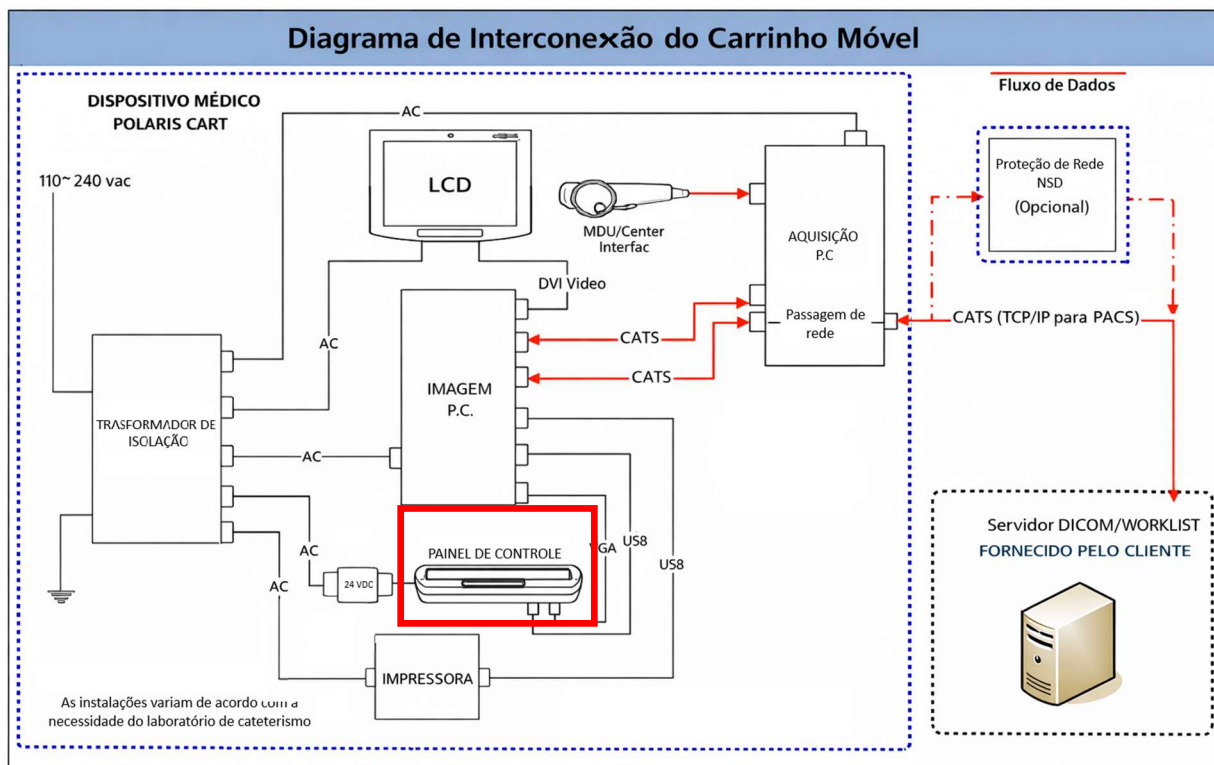 Diagrama de Interconexão do Carrinho Móvel
DISPOSITIVO MÉDICO
POLARIS CART
110~ 240 vac
AC
LCD
MDU/Center
Interfac
DVI Video
AQUISIÇÃO
P.C
Passagem de
rede
Fluxo de Dados
Proteção de Rede
NSD
(Opcional)
CATS (TCP/IP para PACS)
CATS
CATS
AC
IMAGEM
P.C.
TRASFORMADOR DE
ISOLAÇÃO
AC
AC
AC
24 VDC
PAINEL DE CONTROLE
VGA
US8
US8
IMPRESSORA
As instalações variam de acordo com a
necessidade do laboratório de cateterismo
Servidor DICOM/WORKLIST
FORNECIDO PELO CLIENTE